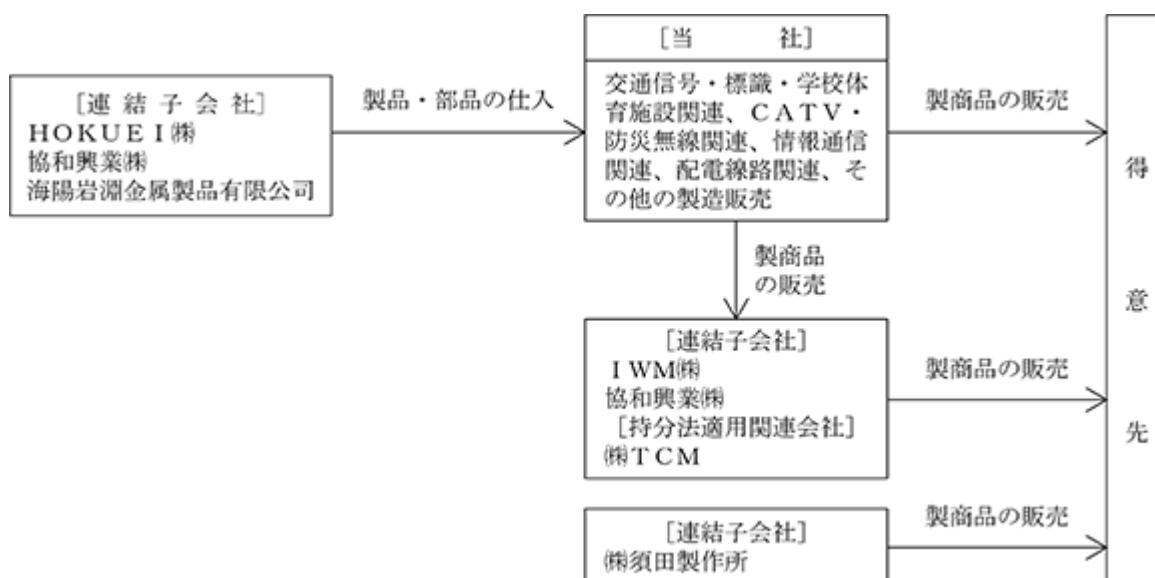 [連結子会社]
HOKUEI㈱
協和興業㈱
海陽岩淵金属製品有限公司
製品・部品の仕入
[当 社]
交通信号・標識・学校体
育施設関連、CATV・
防災無線関連、情報通信
関連、配電線路関連、そ
の他の製造販売
製商品の販売
製商品
の販売
[連結子会社]
IWM㈱
協和興業㈱
[持分法適用関連会社]
㈱TCM
製商品の販売
[連結子会社]
㈱須田製作所
製商品の販売
得
意
先